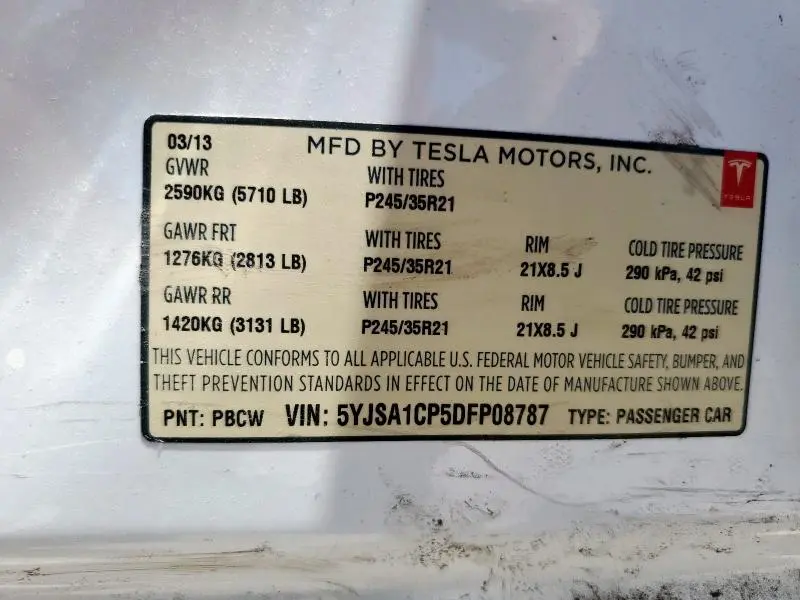 03/13 MFD BY TESLA MOTORS, INC.
GVWR WITH TIRES
2590KG (5710 LB) P245/35R21
TESLA
GAWR FRT WITH TIRES RIM COLD TIRE PRESSURE
1276KG (2813 LB) P245/35R21 21X8.5 J 290 kPa, 42 psi
GAWR RR WITH TIRES RIM COLD TIRE PRESSURE
1420KG (3131 LB) P245/35R21 21X8.5 J 290 kPa, 42 psi
THIS VEHICLE CONFORMS TO ALL APPLICABLE U.S. FEDERAL MOTOR VEHICLE SAFETY, BUMPER, AND
THEFT PREVENTION STANDARDS IN EFFECT ON THE DATE OF MANUFACTURE SHOWN ABOVE.
PNT: PBCW VIN: 5YJSA1CP5DFP08787 TYPE: PASSENGER CAR